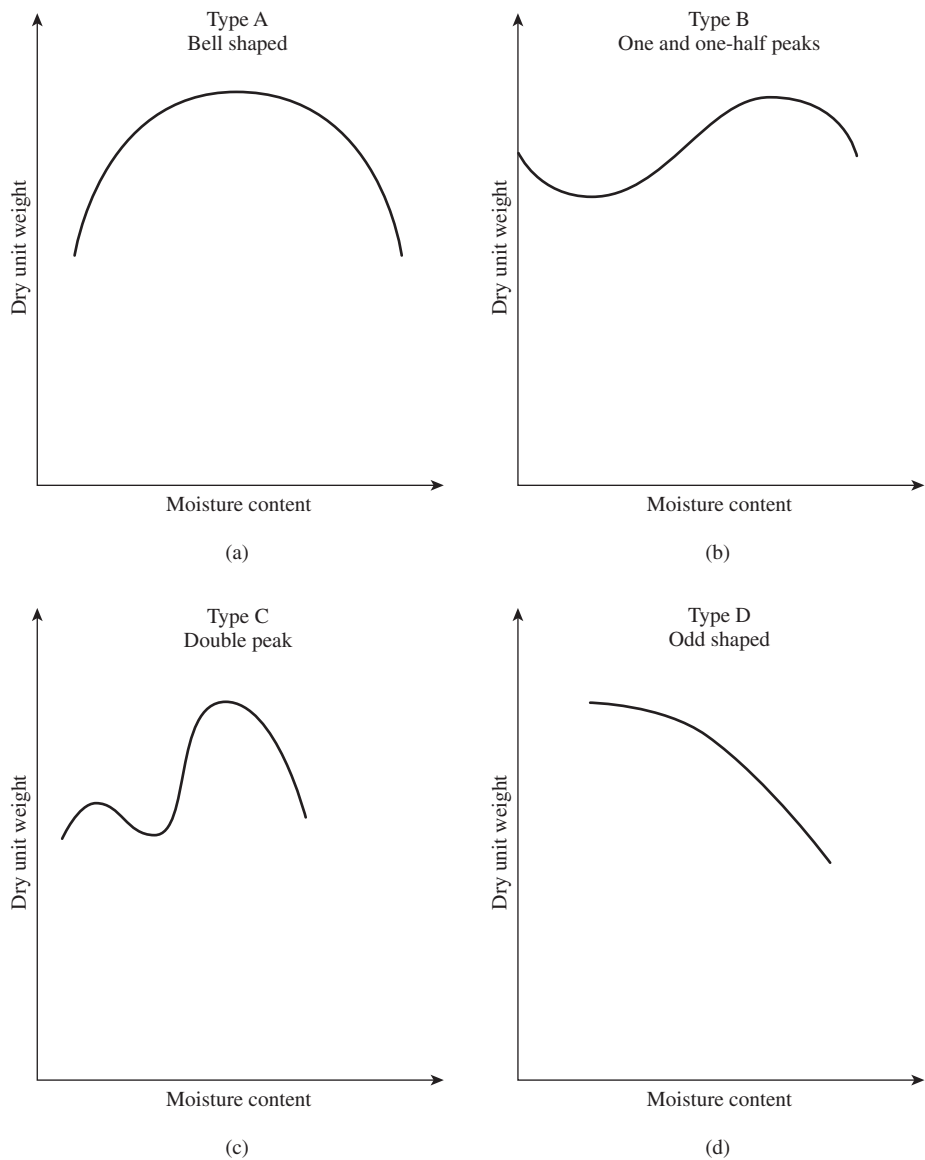 Type A
Bell shaped
Dry unit weight
Moisture content
(a)
Type B
One and one-half peaks
Dry unit weight
Moisture content
(b)
Type C
Double peak
Dry unit weight
Moisture content
(c)
Type D
Odd shaped
Dry unit weight
Moisture content
(d)